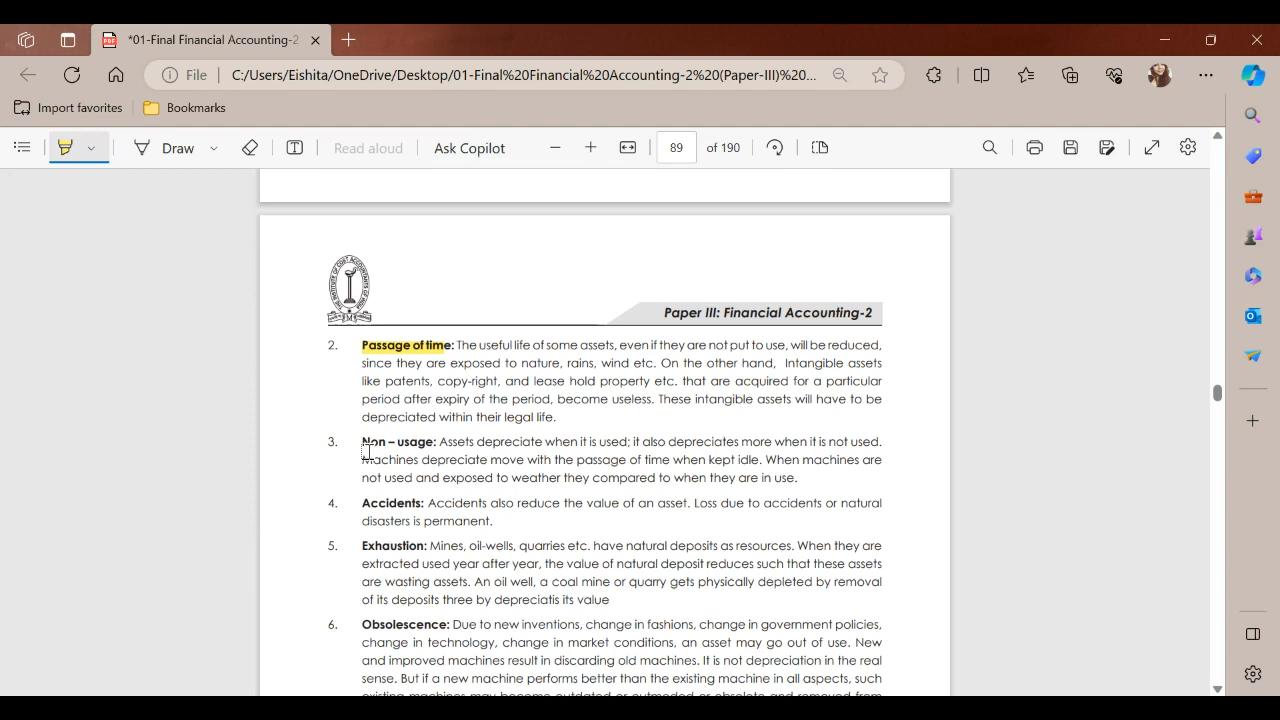 *01-Final Financial Accounting-2
File
C:/Users/Eishita/OneDrive/Desktop/01-Final%20Financial%20Accounting-2%20(Paper-III)%20...
Import favorites
Bookmarks
Draw
Read aloud
Ask Copilot
89 of 190
THE INSTITUTE OF COST ACCOUNTANTS OF INDIA
Paper III: Financial Accounting-2
2. Passage of time: The useful life of some assets, even if they are not put to use, will be reduced,
since they are exposed to nature, rains, wind etc. On the other hand, Intangible assets
like patents, copy-right, and lease hold property etc. that are acquired for a particular
period after expiry of the period, become useless. These intangible assets will have to be
depreciated within their legal life.
3. Non – usage: Assets depreciate when it is used; it also depreciates more when it is not used.
Machines depreciate move with the passage of time when kept idle. When machines are
not used and exposed to weather they compared to when they are in use.
4. Accidents: Accidents also reduce the value of an asset. Loss due to accidents or natural
disasters is permanent.
5. Exhaustion: Mines, oil-wells, quarries etc. have natural deposits as resources. When they are
extracted used year after year, the value of natural deposit reduces such that these assets
are wasting assets. An oil well, a coal mine or quarry gets physically depleted by removal
of its deposits three by depreciatis its value
6. Obsolescence: Due to new inventions, change in fashions, change in government policies,
change in technology, change in market conditions, an asset may go out of use. New
and improved machines result in discarding old machines. It is not depreciation in the real
sense. But if a new machine performs better than the existing machine in all aspects, such
existing machines may become outdated or outmoded or obsolete and removed from